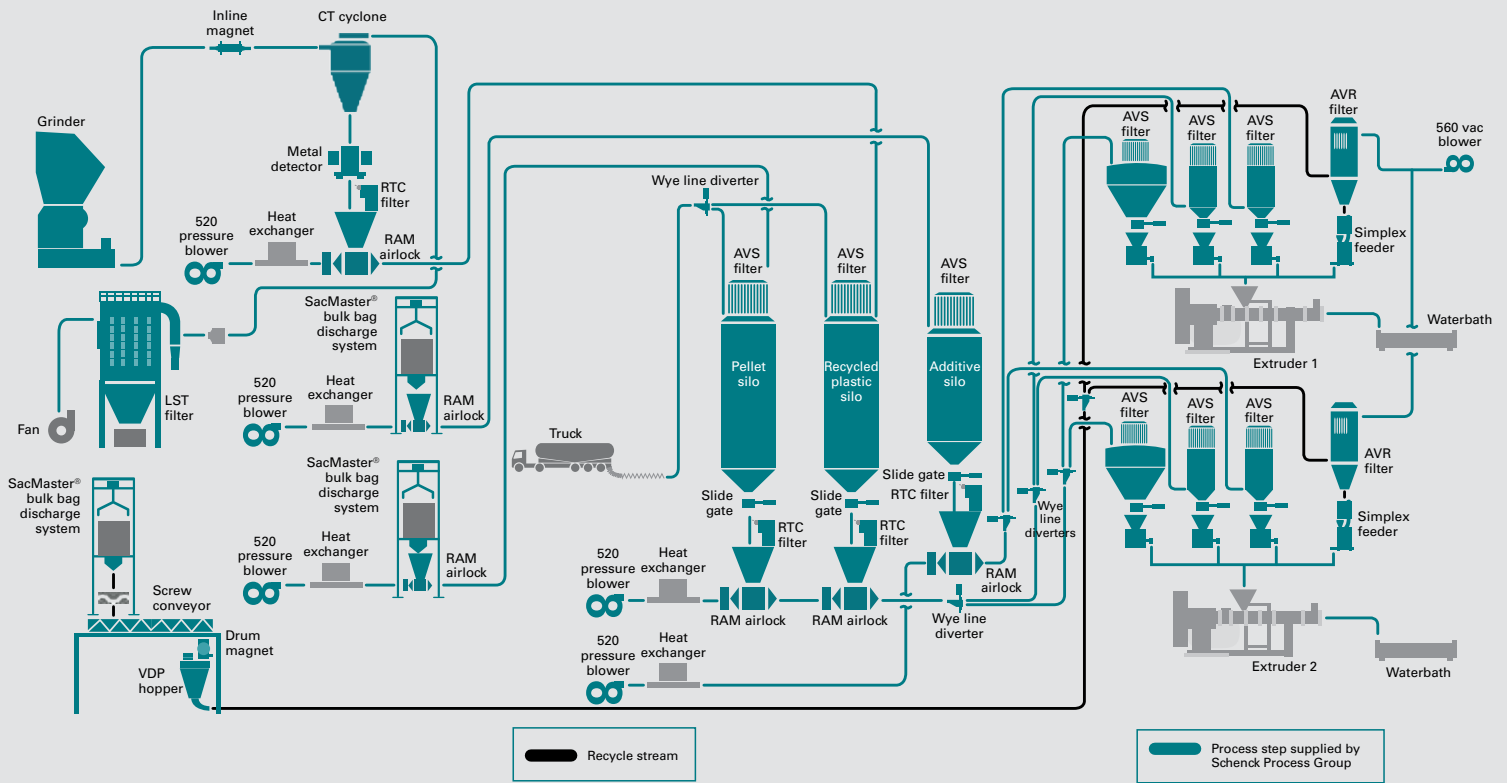 Inline
magnet
CT cyclone
Grinder
Metal
detector
RTC
filter
520
pressure
blower
Heat
exchanger
RAM
airlock
Wye line diverter
AVS
filter
AVS
filter
AVS
filter
Pellet
silo
Recycled
plastic
silo
Additive
silo
SacMaster®
bulk bag
discharge
system
520
pressure
blower
Heat
exchanger
RAM
airlock
LST
filter
Fan
Truck
SacMaster®
bulk bag
discharge
system
520
pressure
blower
Heat
exchanger
RAM
airlock
SacMaster®
bulk bag
discharge
system
Screw
conveyor
Drum
magnet
VDP
hopper
Slide
gate
RTC
filter
Slide
gate
RTC
filter
Slide gate
RTC filter
520
pressure
blower
Heat
exchanger
RAM airlock
RAM airlock
RAM
airlock
Wye line
diverter
Wye
line
diverters
520
pressure
blower
Heat
exchanger
AVS
filter
AVS
filter
AVS
filter
AVR
filter
560 vac
blower
Simplex
feeder
Extruder 1
Waterbath
AVS
filter
AVS
filter
AVS
filter
AVR
filter
Simplex
feeder
Extruder 2
Waterbath
Recycle stream
Process step supplied by
Schenck Process Group